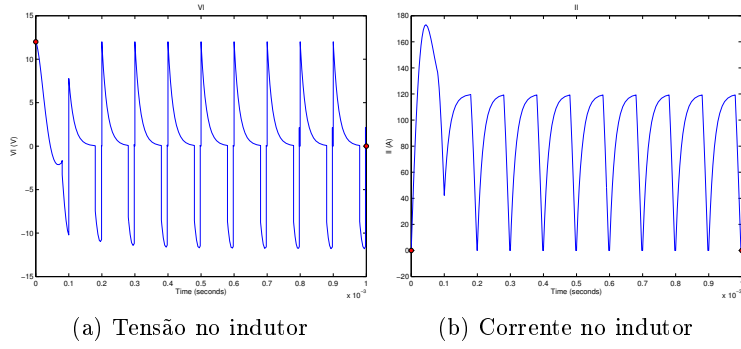 Vl
15
10
5
0
−5
−10
−15
Vl (V)
0 0.1 0.2 0.3 0.4 0.5 0.6 0.7 0.8 0.9 1
Time (seconds)
x 10⁻³
(a) Tensão no indutor
Il
180
160
140
120
100
80
60
40
20
0
−20
Il (A)
0 0.1 0.2 0.3 0.4 0.5 0.6 0.7 0.8 0.9
Time (seconds)
x 10⁻³
(b) Corrente no indutor